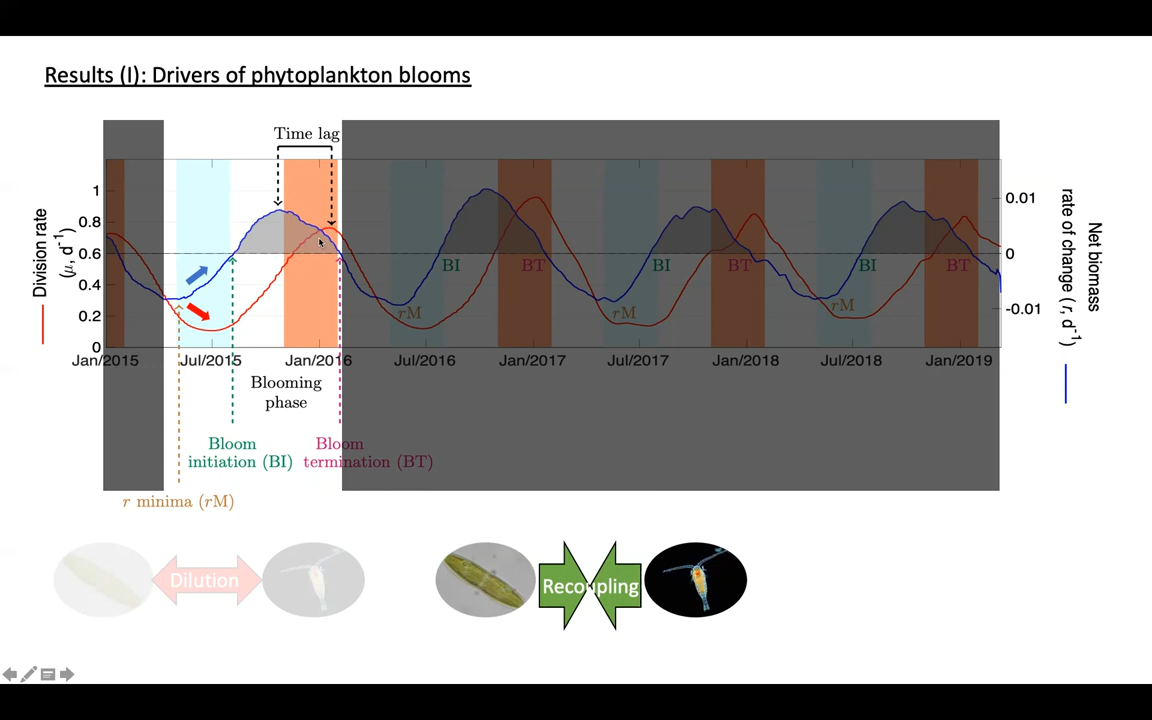 Results (I): Drivers of phytoplankton blooms
Time lag
1
0.8
0.6
0.4
0.2
0
Division rate
(μ, d⁻¹)
0.01
0
-0.01
Net biomass
rate of change (r, d⁻¹)
BI
BT
BI
BT
BI
BT
rM
rM
rM
Jan/2015
Jul/2015
Jan/2016
Jul/2016
Jan/2017
Jul/2017
Jan/2018
Jul/2018
Jan/2019
Blooming
phase
Bloom
initiation (BI)
Bloom
termination (BT)
r minima (rM)
Dilution
Recoupling